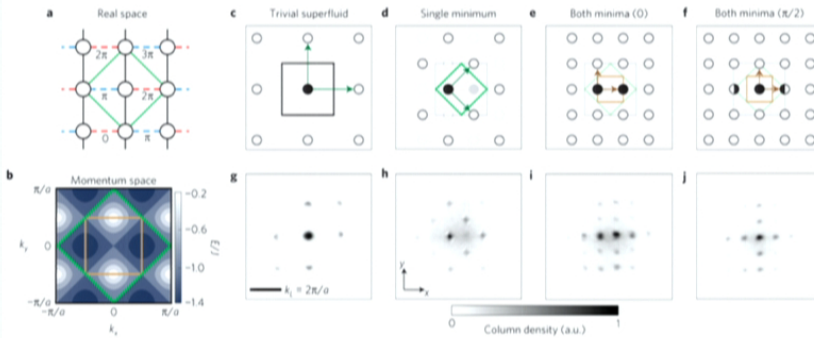 a Real space
2π 3π
π 2π
0 π
b Momentum space
π/a
k_y 0
−π/a
−π/a 0 π/a
k_x
−0.2
−0.6
−1.0
−1.4
E/J
c Trivial superfluid
d Single minimum
e Both minima (0)
f Both minima (π/2)
g
k_L = 2π/a
h
y
x
i
j
0 1
Column density (a.u.)